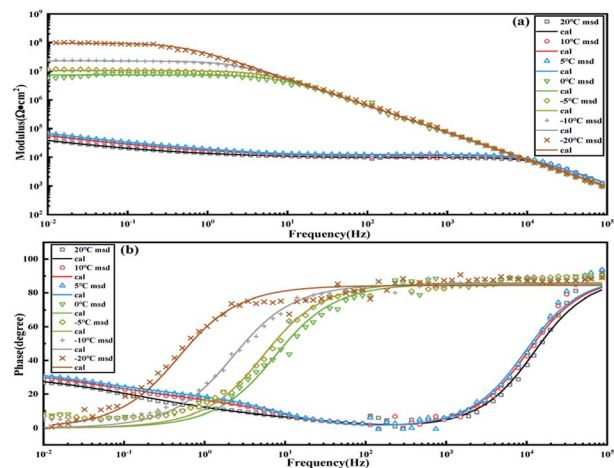 (a)
10⁹
10⁸
10⁷
10⁶
10⁵
10⁴
10³
10²
Modulus(Ω•cm²)
20°C msd
cal
10°C msd
cal
5°C msd
cal
0°C msd
cal
-5°C msd
cal
-10°C msd
cal
-20°C msd
cal
10⁻² 10⁻¹ 10⁰ 10¹ 10² 10³ 10⁴ 10⁵
Frequency(Hz)
(b)
100
80
60
40
20
0
Phase(degree)
20°C msd
cal
10°C msd
cal
5°C msd
cal
0°C msd
cal
-5°C msd
cal
-10°C msd
cal
-20°C msd
cal
10⁻² 10⁻¹ 10⁰ 10¹ 10² 10³ 10⁴ 10⁵
Frequency(Hz)